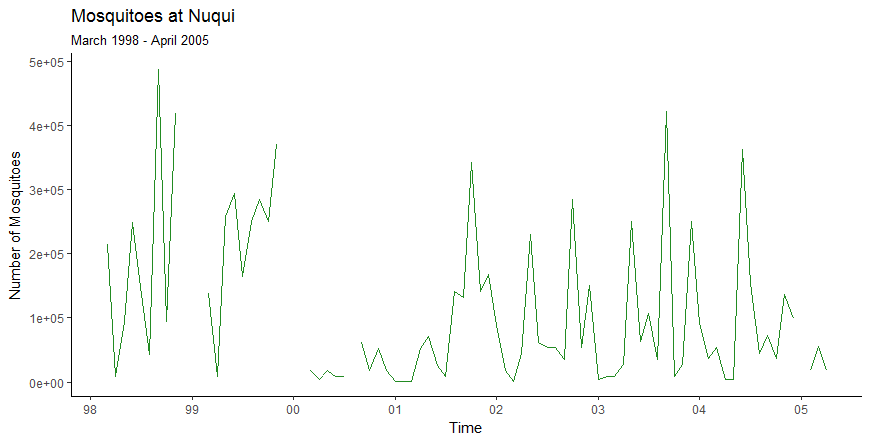 Mosquitoes at Nuqui
March 1998 - April 2005
Number of Mosquitoes
5e+05
4e+05
3e+05
2e+05
1e+05
0e+00
98 99 00 01 02 03 04 05
Time